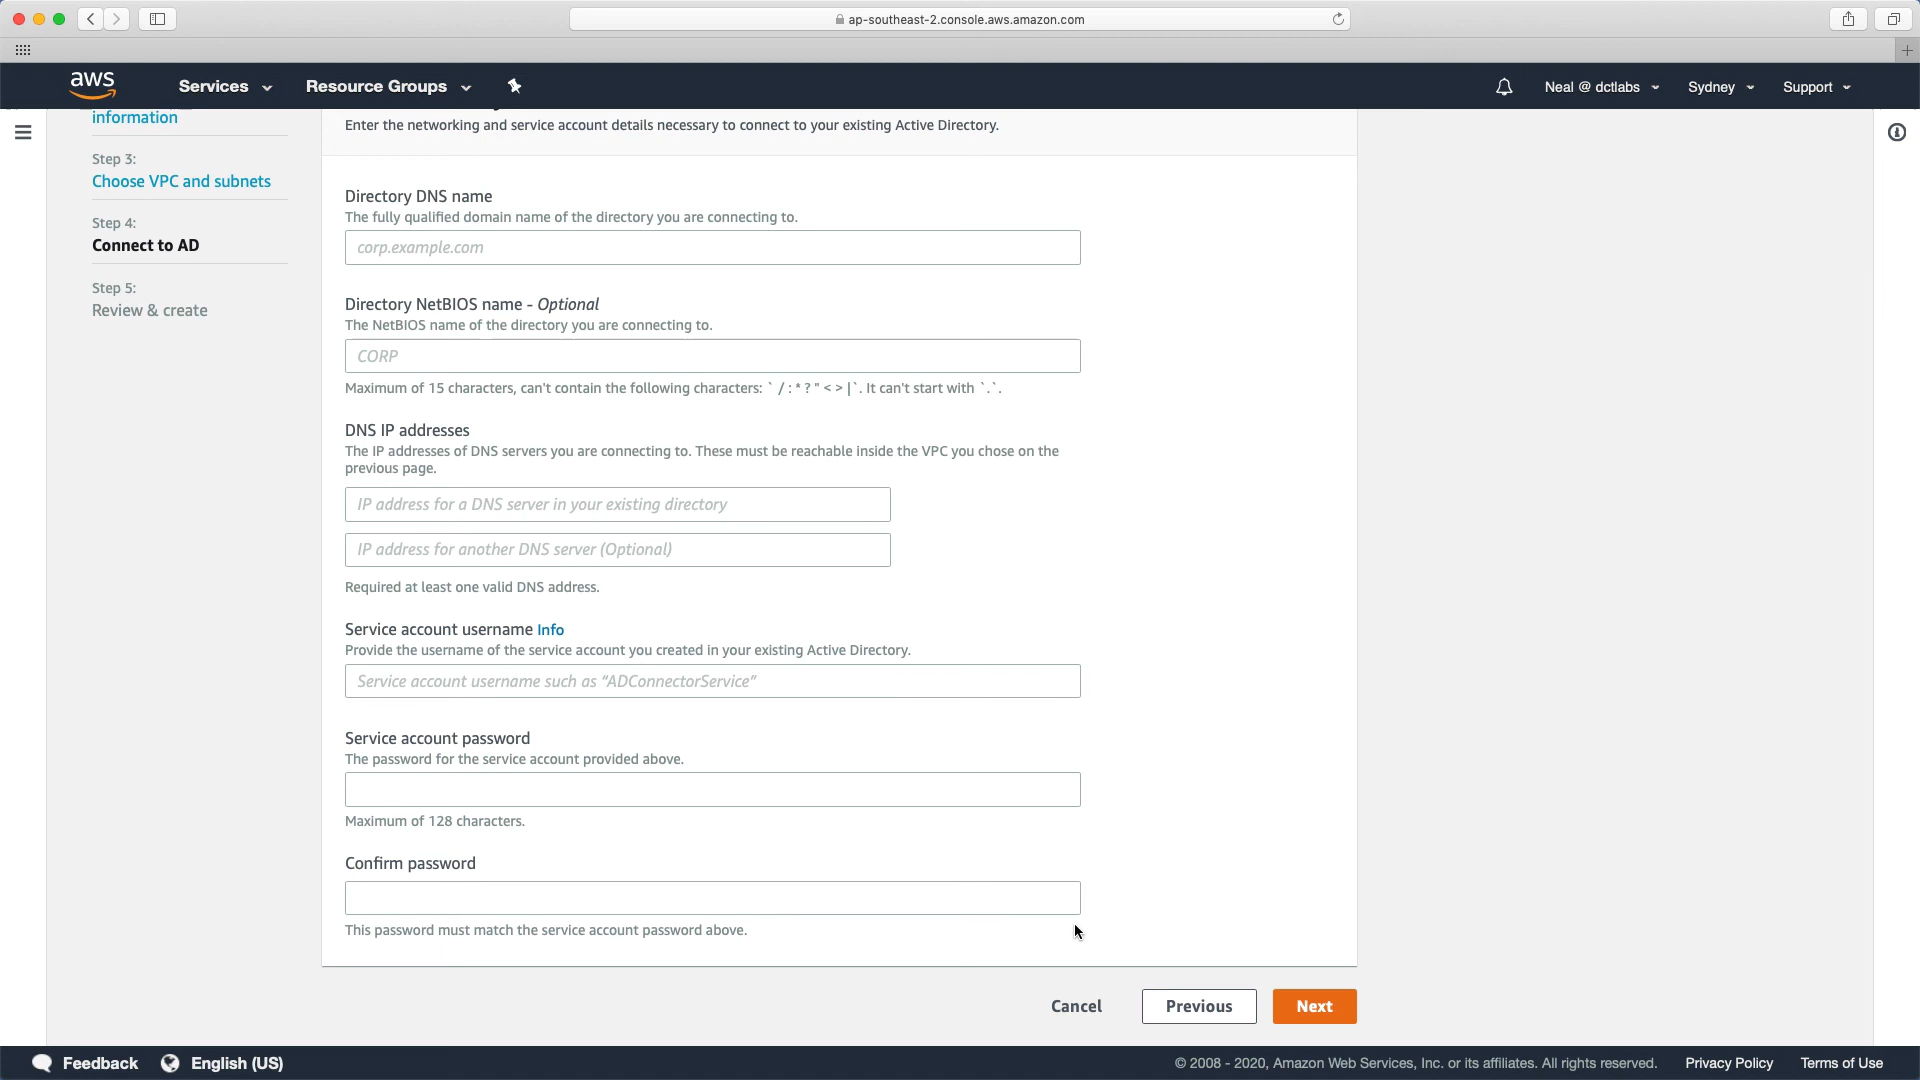 ap-southeast-2.console.aws.amazon.com
aws
Services
Resource Groups
Neal @ dctlabs
Sydney
Support
information
Step 3:
Choose VPC and subnets
Step 4:
Connect to AD
Step 5:
Review & create
Enter the networking and service account details necessary to connect to your existing Active Directory.
Directory DNS name
The fully qualified domain name of the directory you are connecting to.
corp.example.com
Directory NetBIOS name - Optional
The NetBIOS name of the directory you are connecting to.
CORP
Maximum of 15 characters, can't contain the following characters: ` / : * ? " < > |`. It can't start with `.`.
DNS IP addresses
The IP addresses of DNS servers you are connecting to. These must be reachable inside the VPC you chose on the
previous page.
IP address for a DNS server in your existing directory
IP address for another DNS server (Optional)
Required at least one valid DNS address.
Service account username Info
Provide the username of the service account you created in your existing Active Directory.
Service account username such as "ADConnectorService"
Service account password
The password for the service account provided above.
Maximum of 128 characters.
Confirm password
This password must match the service account password above.
Cancel
Previous
Next
Feedback
English (US)
© 2008 - 2020, Amazon Web Services, Inc. or its affiliates. All rights reserved.
Privacy Policy
Terms of Use